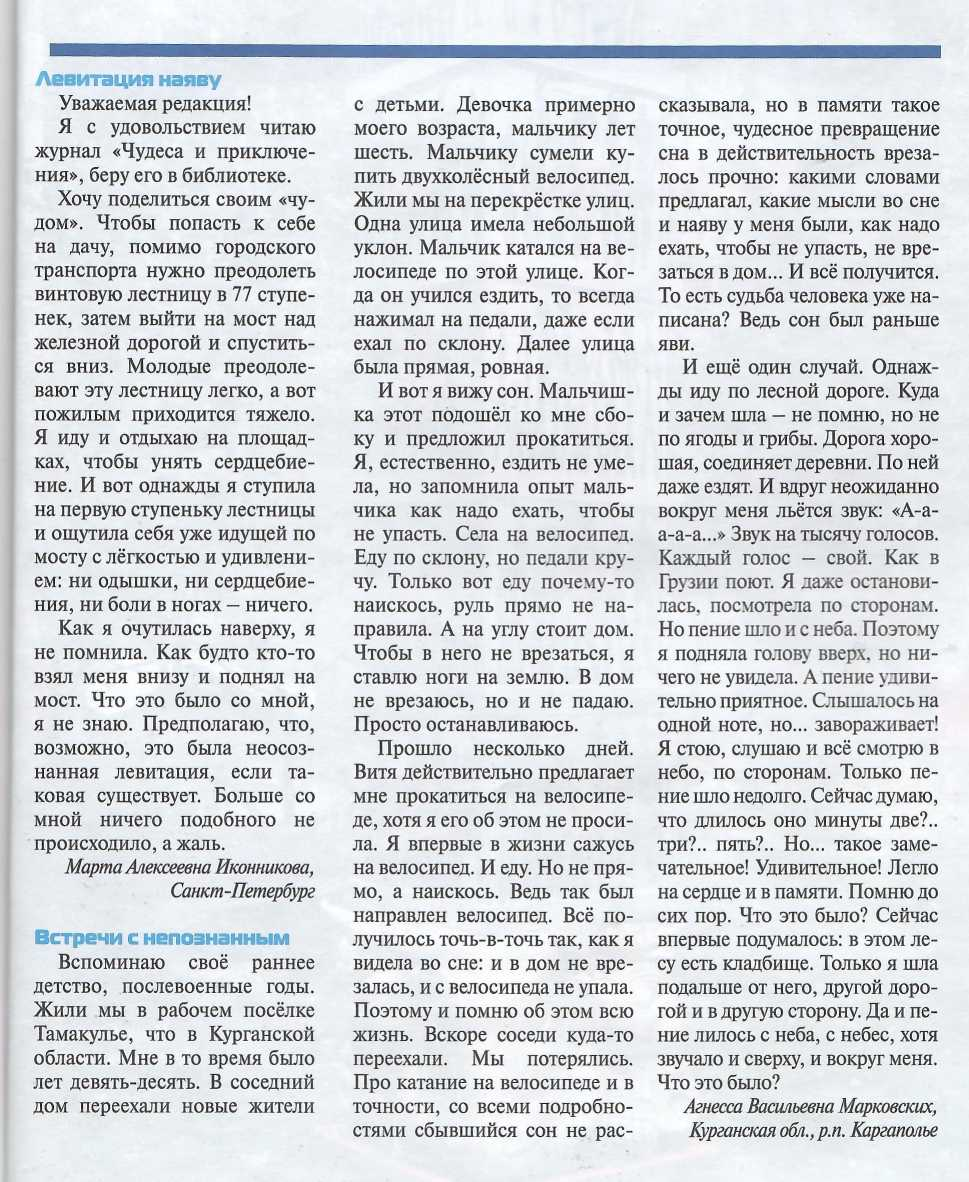 Левитация наяву
Уважаемая редакция!
Я с удовольствием читаю
журнал «Чудеса и приключе-
ния», беру его в библиотеке.
Хочу поделиться своим «чу-
дом». Чтобы попасть к себе
на дачу, помимо городского
транспорта нужно преодолеть
винтовую лестницу в 77 ступе-
нек, затем выйти на мост над
железной дорогой и спустить-
ся вниз. Молодые преодоле-
вают эту лестницу легко, а вот
пожилым приходится тяжело.
Я иду и отдыхаю на площад-
ках, чтобы унять сердцебие-
ние. И вот однажды я ступила
на первую ступеньку лестницы
и ощутила себя уже идущей по
мосту с лёгкостью и удивлени-
ем: ни одышки, ни сердцебие-
ния, ни боли в ногах — ничего.
Как я очутилась наверху, я
не помнила. Как будто кто-то
взял меня внизу и поднял на
мост. Что это было со мной,
я не знаю. Предполагаю, что,
возможно, это была неосоз-
нанная левитация, если та-
ковая существует. Больше со
мной ничего подобного не
происходило, а жаль.
Марта Алексеевна Иконникова,
Санкт-Петербург
Встречи с непознанным
Вспоминаю своё раннее
детство, послевоенные годы.
Жили мы в рабочем посёлке
Тамакулье, что в Курганской
области. Мне в то время было
лет девять-десять. В соседний
дом переехали новые жители
с детьми. Девочка примерно
моего возраста, мальчику лет
шесть. Мальчику сумели ку-
пить двухколёсный велосипед.
Жили мы на перекрёстке улиц.
Одна улица имела небольшой
уклон. Мальчик катался на ве-
лосипеде по этой улице. Ког-
да он учился ездить, то всегда
нажимал на педали, даже если
ехал по склону. Далее улица
была прямая, ровная.
И вот я вижу сон. Мальчиш-
ка этот подошёл ко мне сбо-
ку и предложил прокатиться.
Я, естественно, ездить не уме-
ла, но запомнила опыт маль-
чика как надо ехать, чтобы
не упасть. Села на велосипед.
Еду по склону, но педали кру-
чу. Только вот еду почему-то
наискось, руль прямо не на-
правила. А на углу стоит дом.
Чтобы в него не врезаться, я
ставлю ноги на землю. В дом
не врезаюсь, но и не падаю.
Просто останавливаюсь.
Прошло несколько дней.
Витя действительно предлагает
мне прокатиться на велосипе-
де, хотя я его об этом не проси-
ла. Я впервые в жизни сажусь
на велосипед. И еду. Но не пря-
мо, а наискось. Ведь так был
направлен велосипед. Всё по-
лучилось точь-в-точь так, как я
видела во сне: и в дом не вре-
залась, и с велосипеда не упала.
Поэтому и помню об этом всю
жизнь. Вскоре соседи куда-то
переехали. Мы потерялись.
Про катание на велосипеде и в
точности, со всеми подробно-
стями сбывшийся сон не рас-
сказывала, но в памяти такое
точное, чудесное превращение
сна в действительность вреза-
лось прочно: какими словами
предлагал, какие мысли во сне
и наяву у меня были, как надо
ехать, чтобы не упасть, не вре-
заться в дом... И всё получится.
То есть судьба человека уже на-
писана? Ведь сон был раньше
яви.
И ещё один случай. Однаж-
ды иду по лесной дороге. Куда
и зачем шла — не помню, но не
по ягоды и грибы. Дорога хоро-
шая, соединяет деревни. По ней
даже ездят. И вдруг неожиданно
вокруг меня льётся звук: «А-а-
а-а-а...» Звук на тысячу голосов.
Каждый голос — свой. Как в
Грузии поют. Я даже останови-
лась, посмотрела по сторонам.
Но пение шло и с неба. Поэтому
я подняла голову вверх, но ни-
чего не увидела. А пение удиви-
тельно приятное. Слышалось на
одной ноте, но... завораживает!
Я стою, слушаю и всё смотрю в
небо, по сторонам. Только пе-
ние шло недолго. Сейчас думаю,
что длилось оно минуты две?..
три?.. пять?.. Но... такое заме-
чательное! Удивительное! Легло
на сердце и в памяти. Помню до
сих пор. Что это было? Сейчас
впервые подумалось: в этом ле-
су есть кладбище. Только я шла
подальше от него, другой доро-
гой и в другую сторону. Да и пе-
ние лилось с неба, с небес, хотя
звучало и сверху, и вокруг меня.
Что это было?
Агнесса Васильевна Марковских,
Курганская обл., р.п. Каргаполье